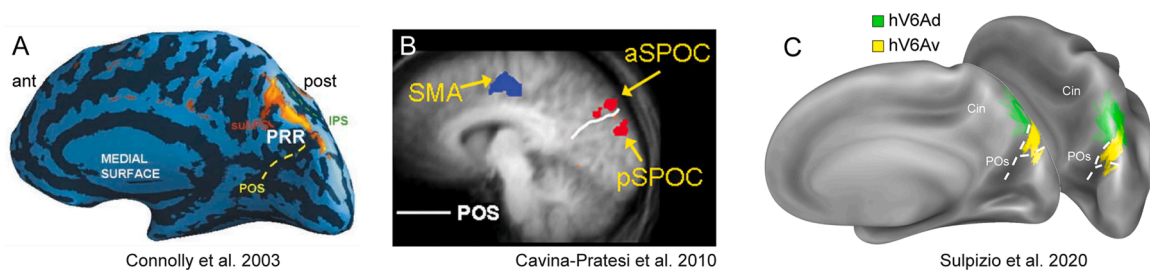 A
ant
post
IPS
PRR
MEDIAL
SURFACE
POS
Connolly et al. 2003
B
aSPOC
SMA
pSPOC
POS
Cavina-Pratesi et al. 2010
C
hV6Ad
hV6Av
Cin
POs
Cin
POs
Sulpizio et al. 2020